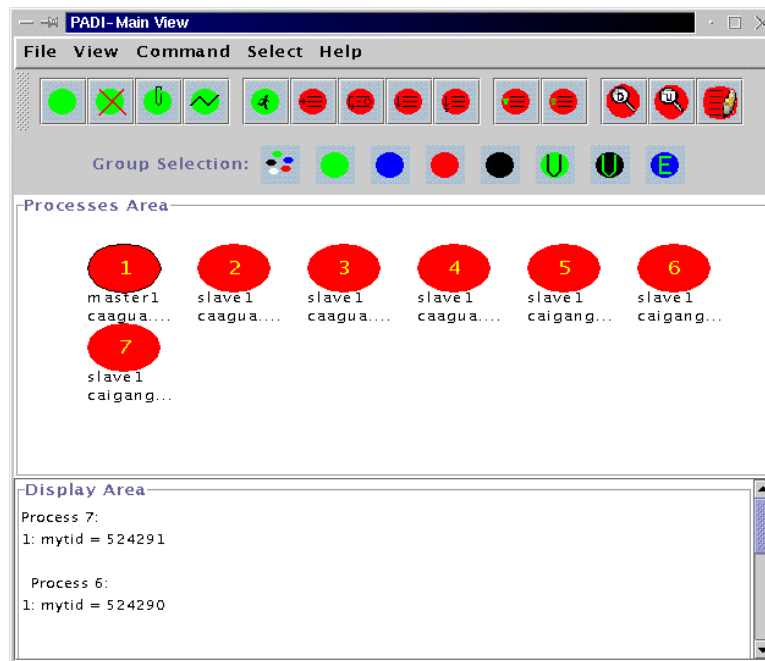 PADI-Main View
File View Command Select Help
Group Selection:
E
Processes Area
1 2 3 4 5 6
master1 slave1 slave1 slave1 slave1 slave1
caagua.... caagua.... caagua.... caagua.... caigang... caigang...
7
slave1
caigang...
Display Area
Process 7:
1: mytid = 524291
Process 6:
1: mytid = 524290